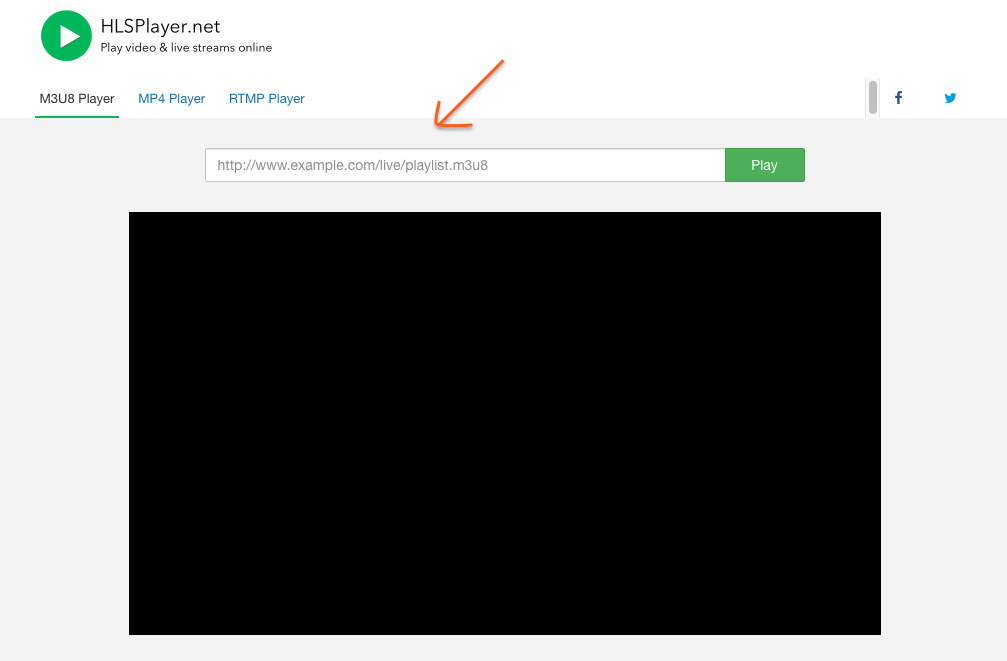 HLSPlayer.net
Play video & live streams online
M3U8 Player MP4 Player RTMP Player
http://www.example.com/live/playlist.m3u8 Play